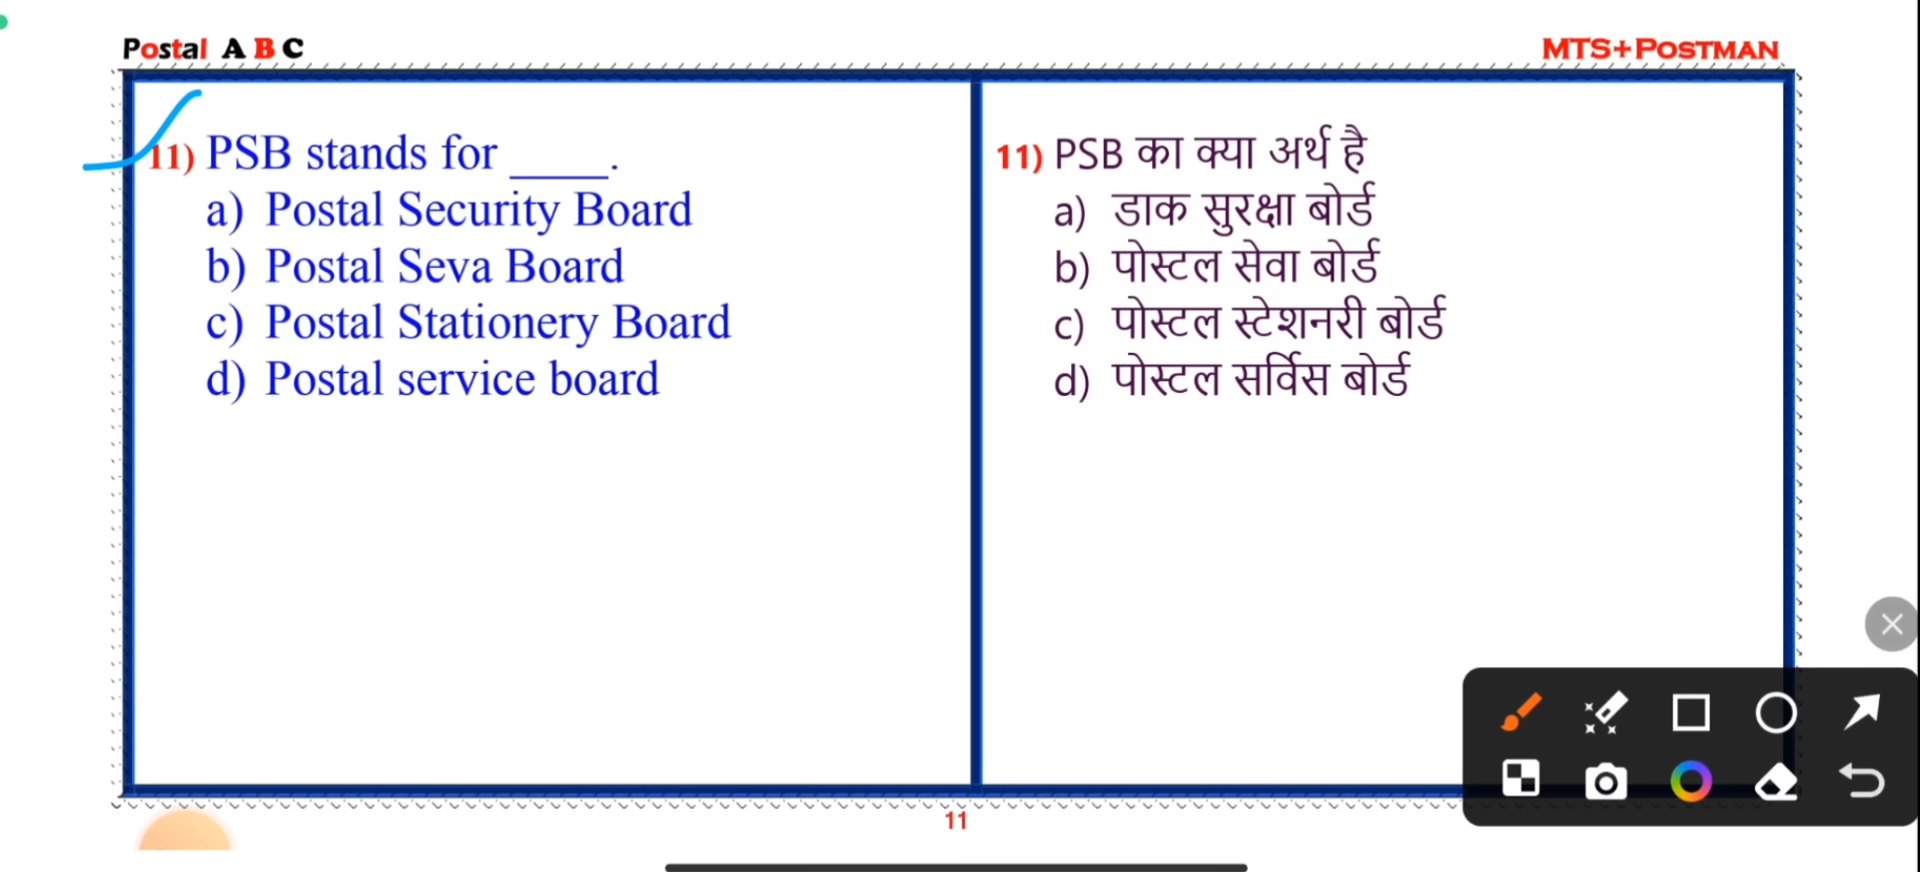 Postal A B C
MTS+POSTMAN
11) PSB stands for ____.
a) Postal Security Board
b) Postal Seva Board
c) Postal Stationery Board
d) Postal service board
11) PSB का क्या अर्थ है
a) डाक सुरक्षा बोर्ड
b) पोस्टल सेवा बोर्ड
c) पोस्टल स्टेशनरी बोर्ड
d) पोस्टल सर्विस बोर्ड
11